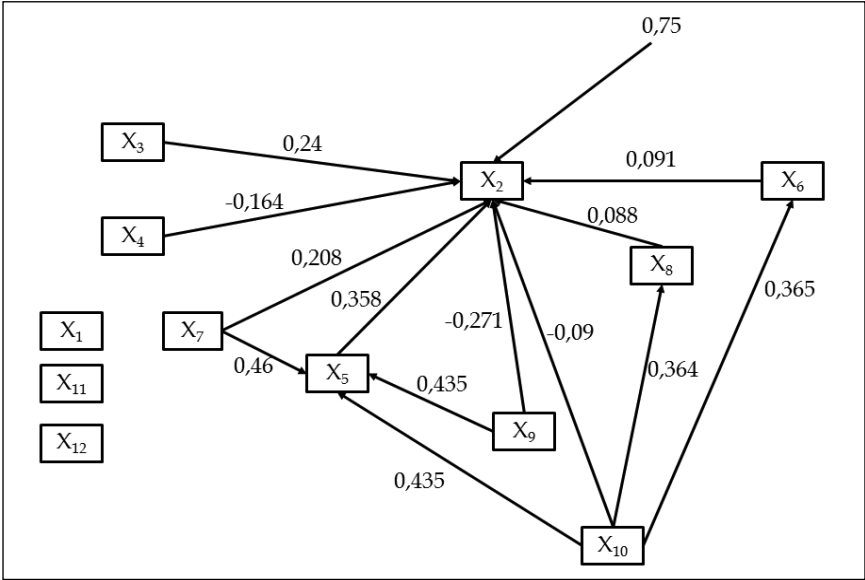 0,75
X₃
0,24
X₂
0,091
X₆
-0,164
X₄
0,088
0,208
X₈
0,358
0,365
X₁
X₇
-0,271
-0,09
0,46
X₅
0,364
X₁₁
0,435
X₉
X₁₂
0,435
X₁₀